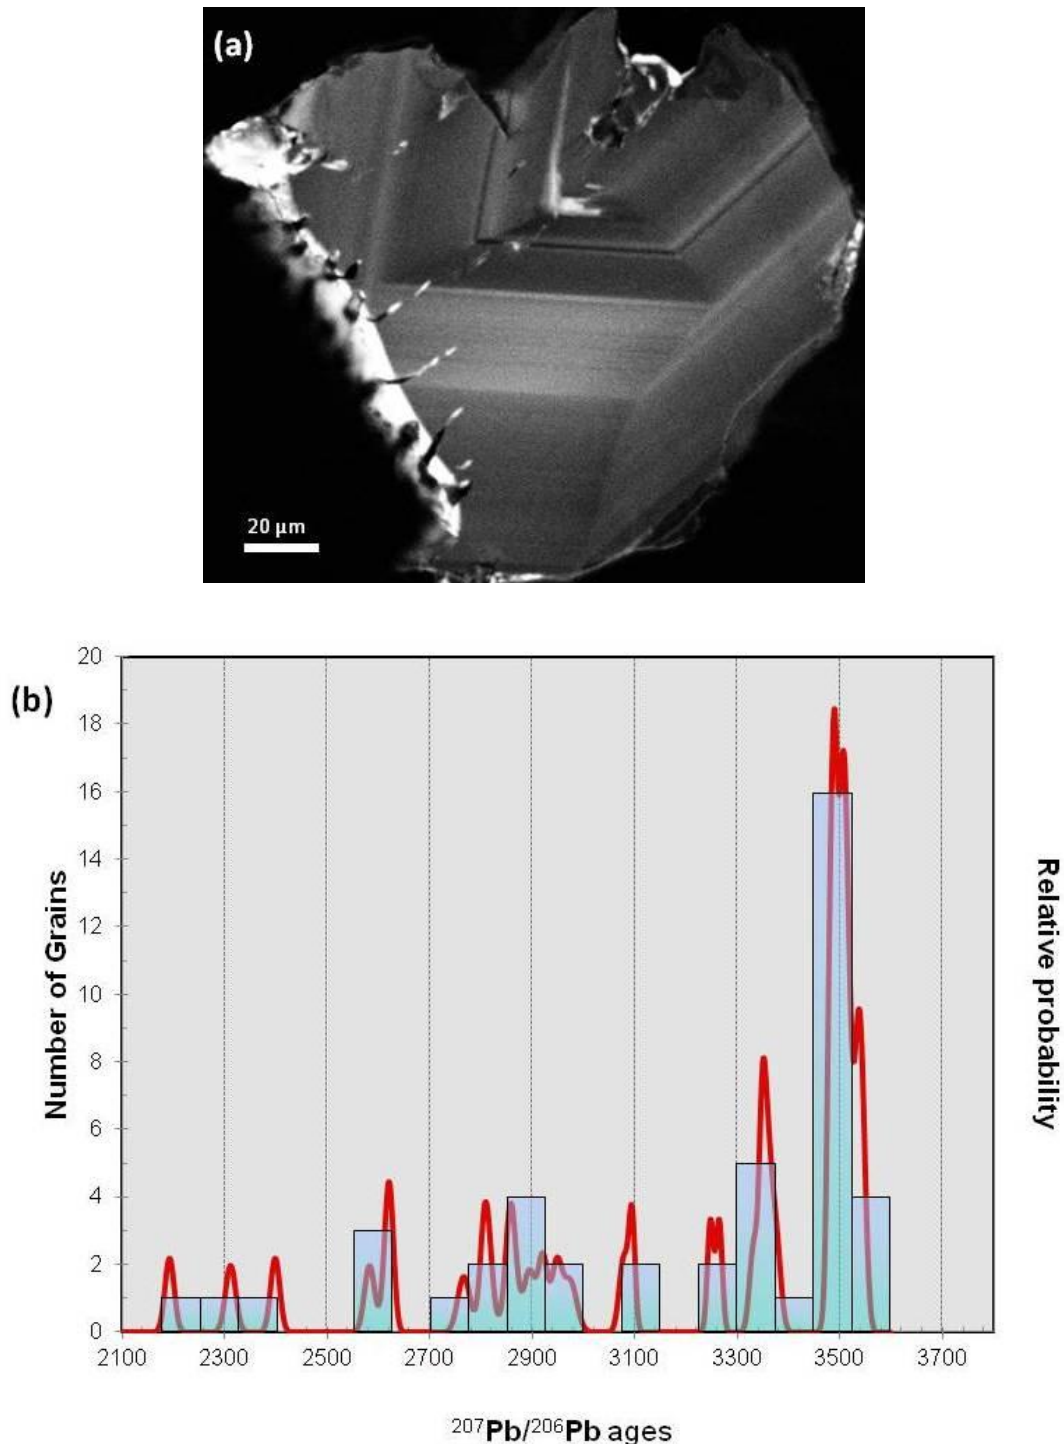 (a)
20 µm
(b)
20
18
16
14
12
10
8
6
4
2
0
Number of Grains
Relative probability
2100 2300 2500 2700 2900 3100 3300 3500 3700
²⁰⁷Pb/²⁰⁶Pb ages